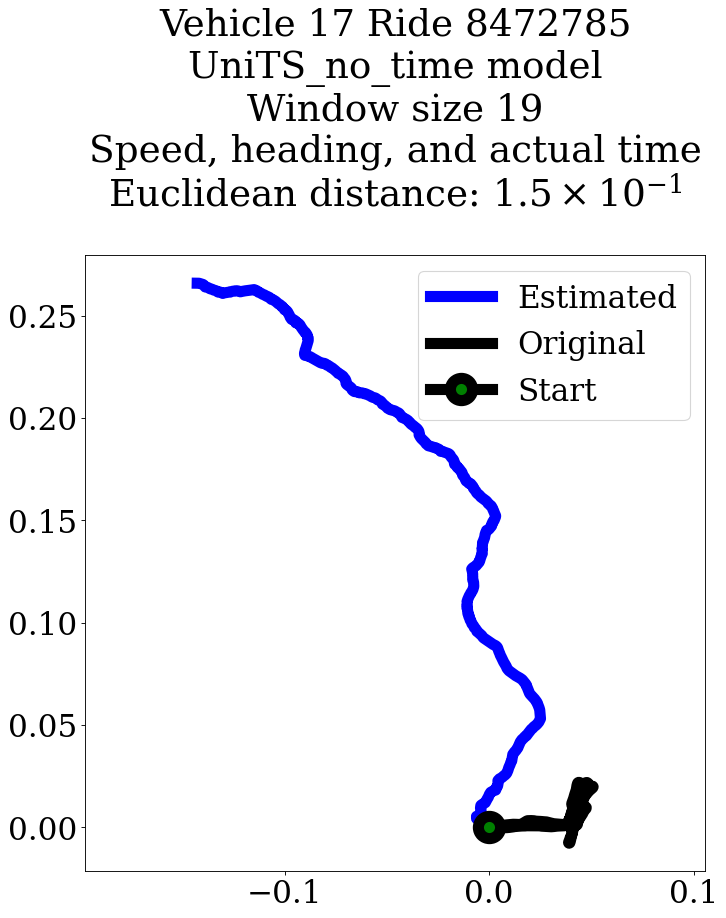 Vehicle 17 Ride 8472785
UniTS_no_time model
Window size 19
Speed, heading, and actual time
Euclidean distance: 1.5 × 10⁻¹
Estimated
Original
Start
0.25
0.20
0.15
0.10
0.05
0.00
−0.1
0.0
0.1